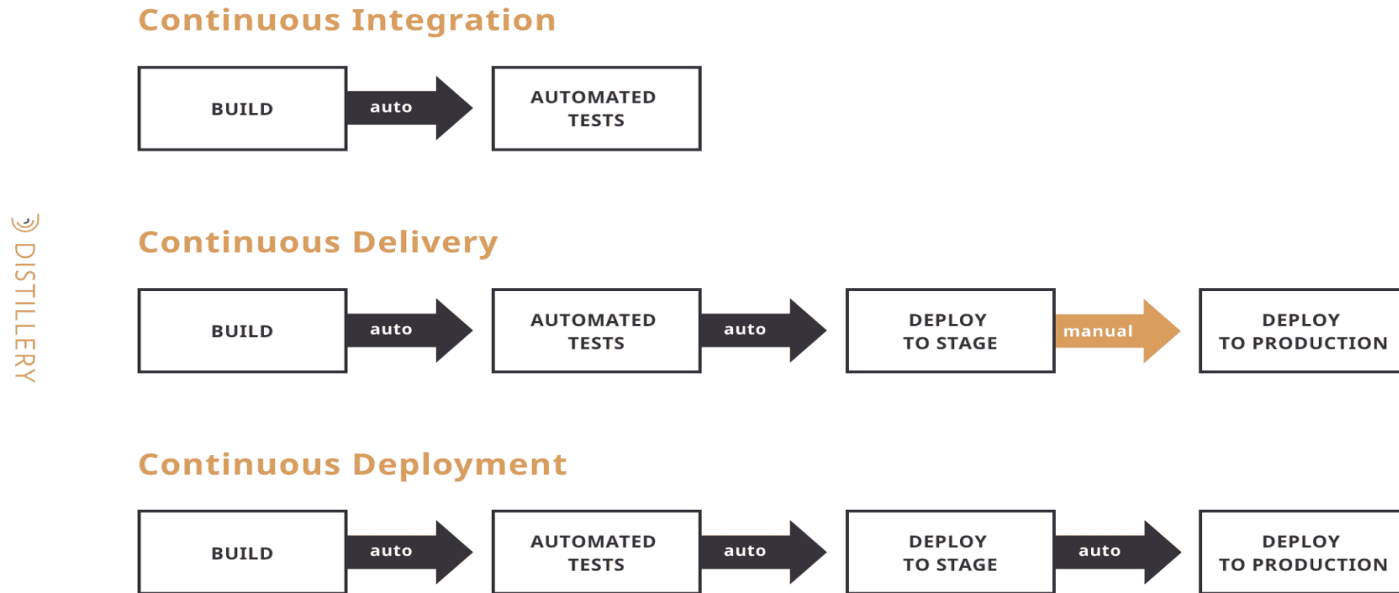 Continuous Integration
BUILD
auto
AUTOMATED
TESTS
DISTILLERY
Continuous Delivery
BUILD
auto
AUTOMATED
TESTS
auto
DEPLOY
TO STAGE
manual
DEPLOY
TO PRODUCTION
Continuous Deployment
BUILD
auto
AUTOMATED
TESTS
auto
DEPLOY
TO STAGE
auto
DEPLOY
TO PRODUCTION